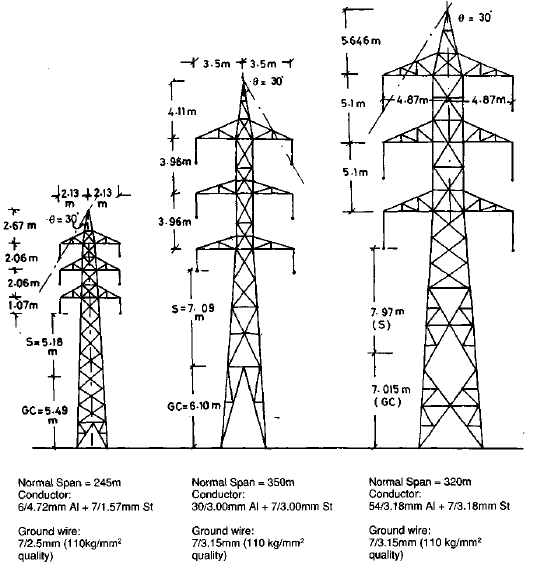 θ = 30°
5.646m
3.5m 3.5m
θ = 30°
4.11m
4.87m 4.87m
5.1m
3.96m
5.1m
2.13 m 2.13 m
θ=30°
3.96m
2.67 m
2.06 m
2.06m
1.07m
S=7.09 m
7.97m (S)
S=5.18 m
GC=5.49 m
GC=6.10 m
7.015m (GC)
Normal Span = 245m
Conductor:
6/4.72mm Al + 7/1.57mm St
Ground wire:
7/2.5mm (110kg/mm²
quality)
Normal Span = 350m
Conductor:
30/3.00mm Al + 7/3.00mm St
Ground wire:
7/3.15mm (110 kg/mm²
quality)
Normal Span = 320m
Conductor:
54/3.18mm Al + 7/3.18mm St
Ground wire:
7/3.15mm (110 kg/mm²
quality)